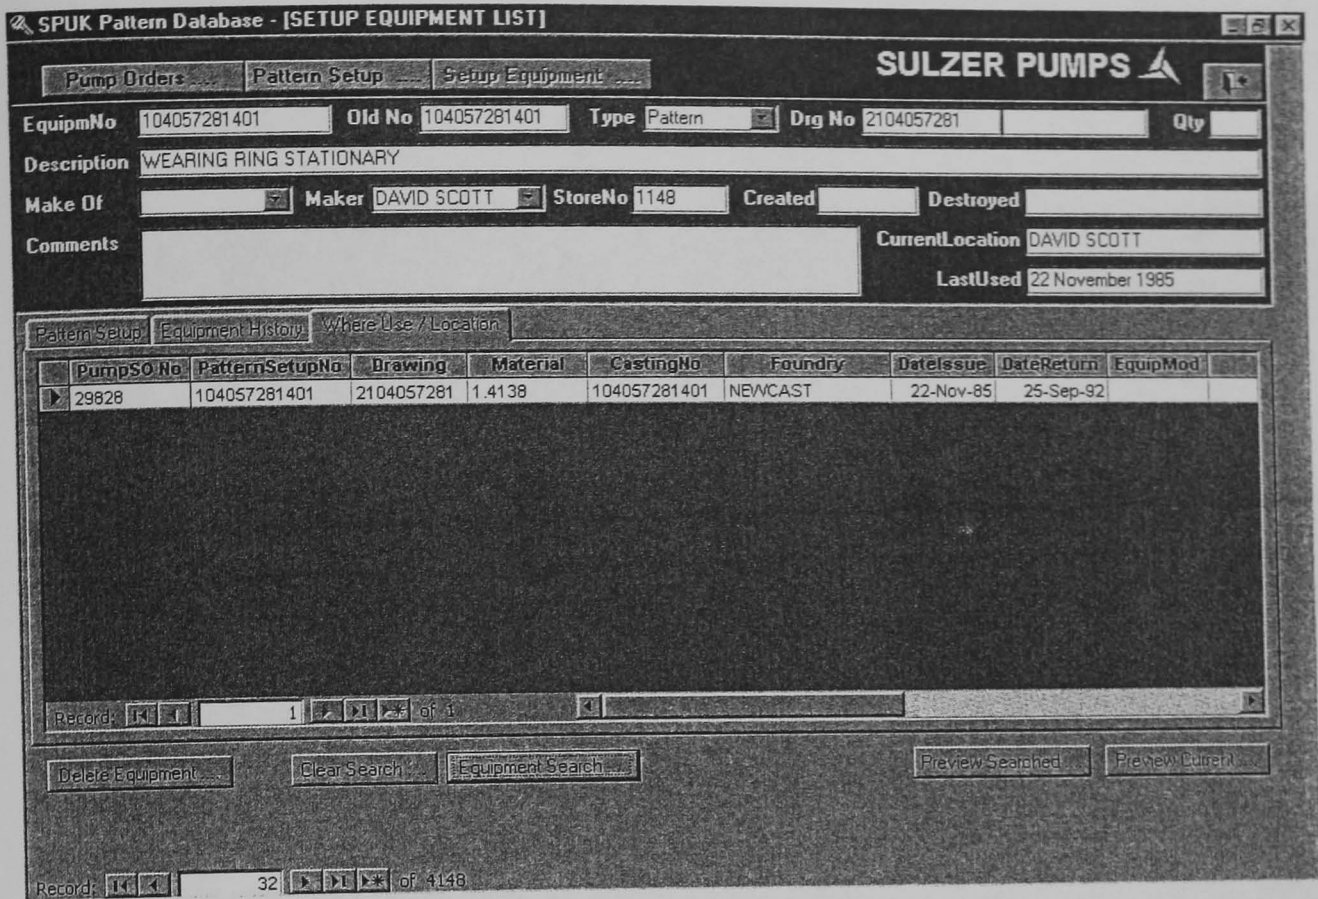 SPUK Pattern Database - [SETUP EQUIPMENT LIST]
Pump Orders .... Pattern Setup .... Setup Equipment ....
SULZER PUMPS
EquipmNo 104057281401 Old No 104057281401 Type Pattern Drg No 2104057281 Qty
Description WEARING RING STATIONARY
Make Of Maker DAVID SCOTT StoreNo 1148 Created Destroyed
Comments CurrentLocation DAVID SCOTT
LastUsed 22 November 1985
Pattern Setup Equipment History Where Use / Location
PumpSO No PatternSetupNo Drawing Material CastingNo Foundry DateIssue DateReturn EquipMod
29828 104057281401 2104057281 1.4138 104057281401 NEWCAST 22-Nov-85 25-Sep-92
Record: 1 of 1
Delete Equipment .... Clear Search .... Equipment Search .... Preview Searched .... Preview Current ....
Record: 32 of 4148